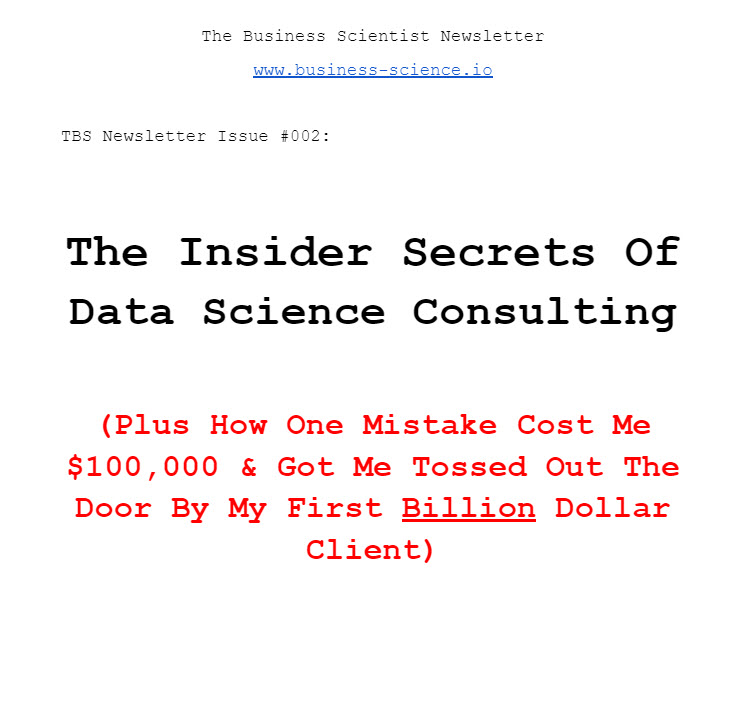 The Business Scientist Newsletter
www.business-science.io
TBS Newsletter Issue #002:
The Insider Secrets Of
Data Science Consulting
(Plus How One Mistake Cost Me
$100,000 & Got Me Tossed Out The
Door By My First Billion Dollar
Client)